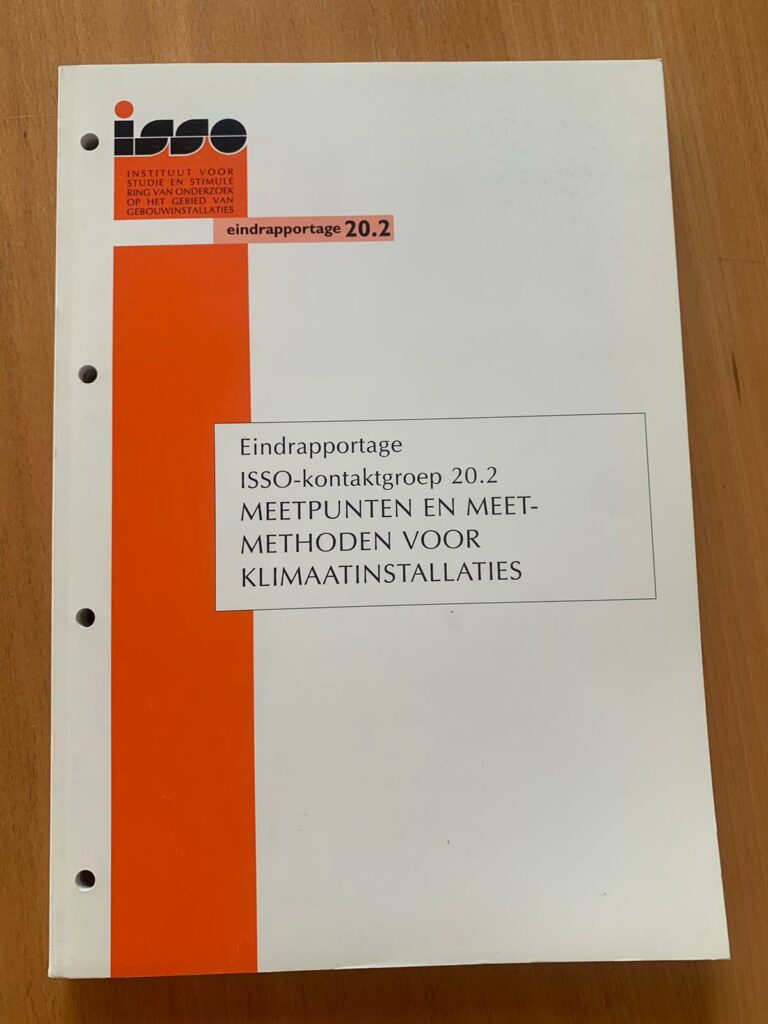 isso
INSTITUUT VOOR
STUDIE EN STIMULE
RING VAN ONDERZOEK
OP HET GEBIED VAN
GEBOUWINSTALLATIES
eindrapportage 20.2
Eindrapportage
ISSO-kontaktgroep 20.2
MEETPUNTEN EN MEET-
METHODEN VOOR
KLIMAATINSTALLATIES